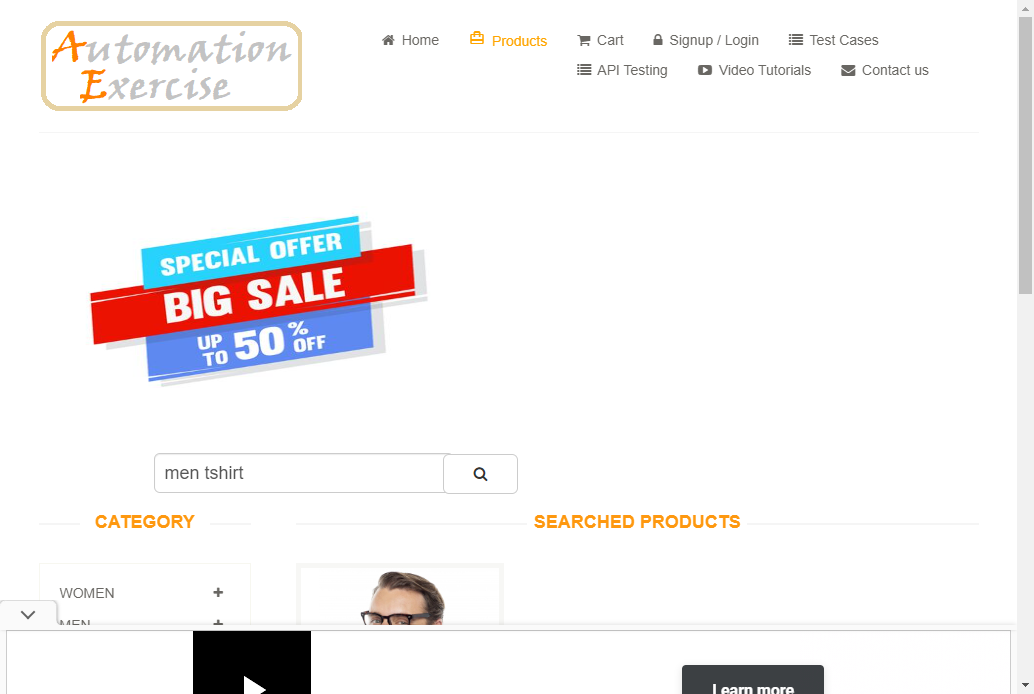 Automation
Exercise
Home
Products
Cart
Signup / Login
Test Cases
API Testing
Video Tutorials
Contact us
SPECIAL OFFER
BIG SALE
UP TO 50% OFF
men tshirt
CATEGORY
SEARCHED PRODUCTS
WOMEN
MEN
Learn more